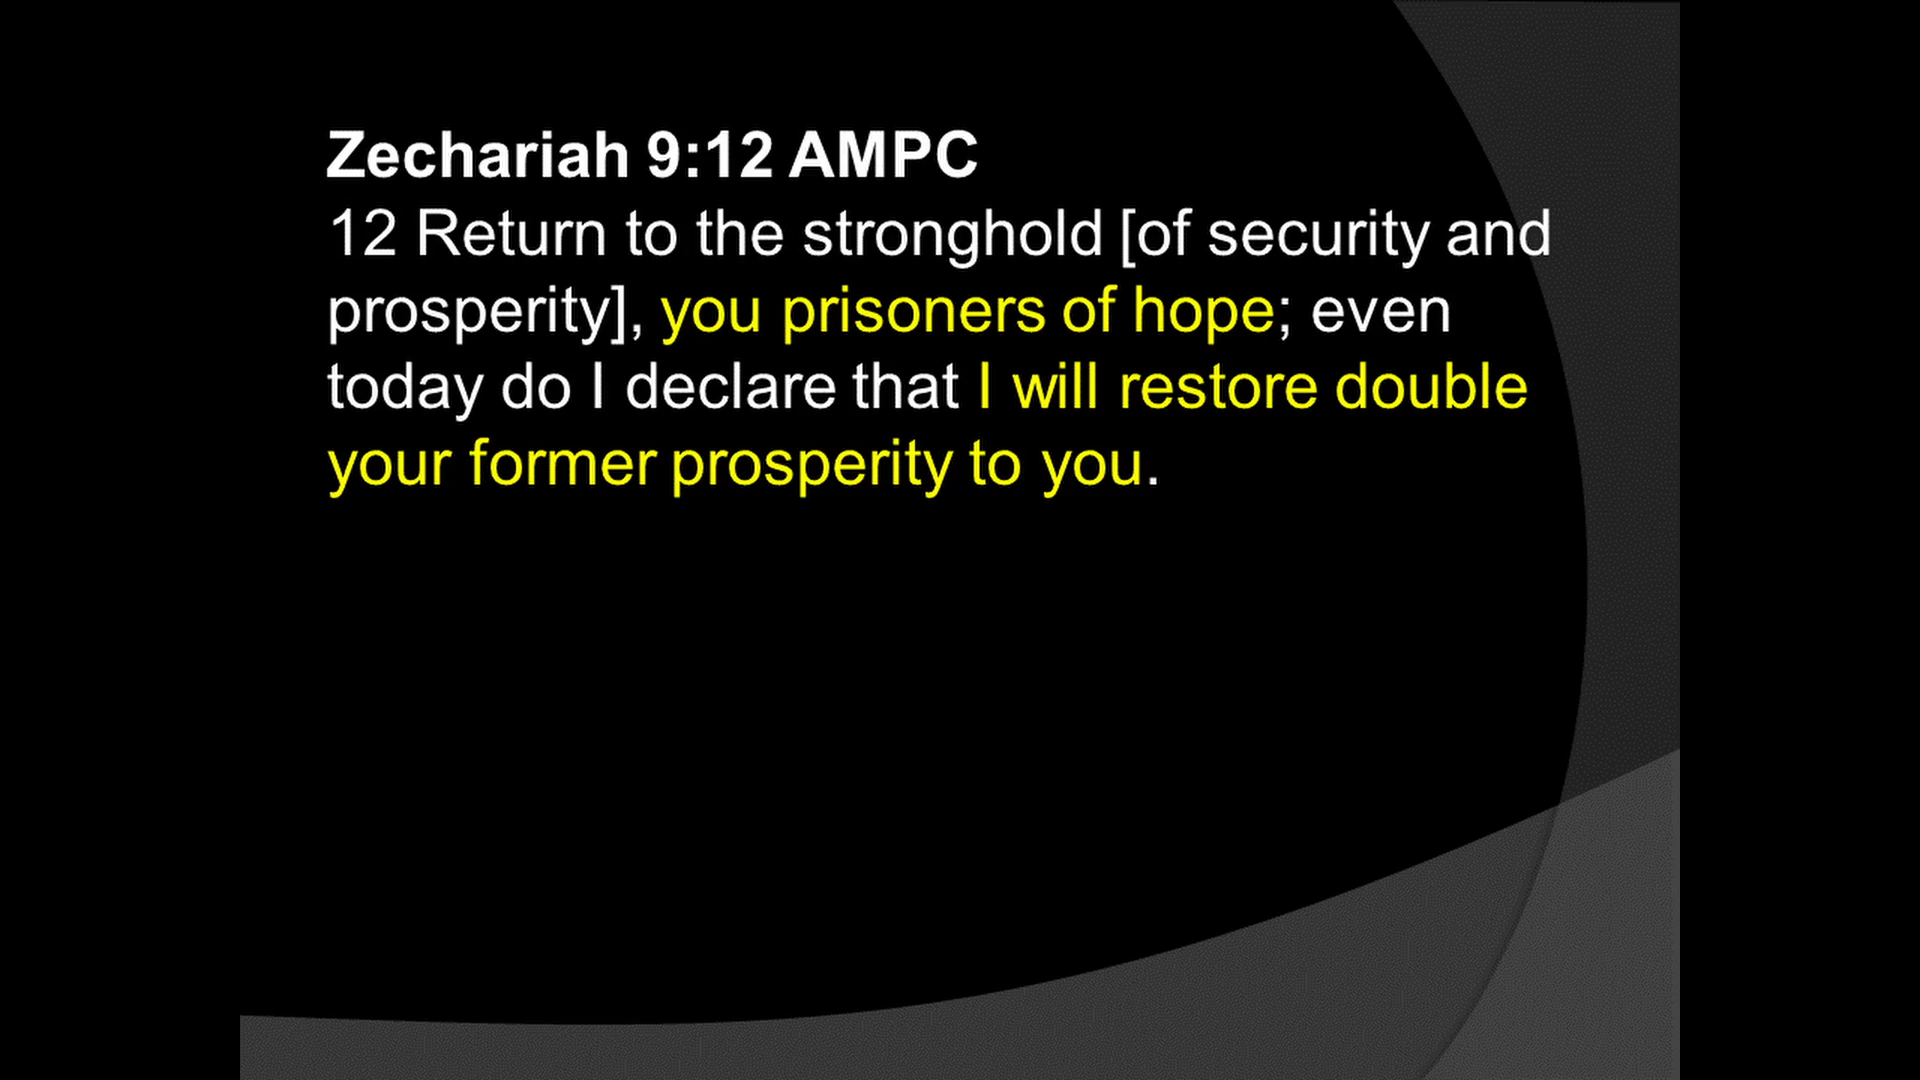 Zechariah 9:12 AMPC
12 Return to the stronghold [of security and
prosperity], you prisoners of hope; even
today do I declare that I will restore double
your former prosperity to you.